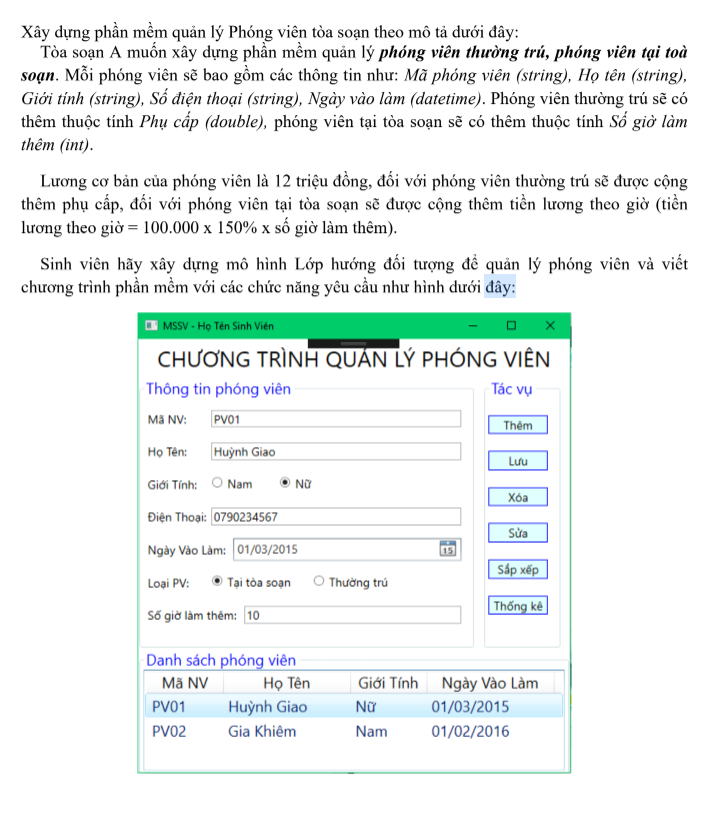 Xây dựng phần mềm quản lý Phóng viên tòa soạn theo mô tả dưới đây:
Tòa soạn A muốn xây dựng phần mềm quản lý phóng viên thường trú, phóng viên tại toà
soạn. Mỗi phóng viên sẽ bao gồm các thông tin như: Mã phóng viên (string), Họ tên (string),
Giới tính (string), Số điện thoại (string), Ngày vào làm (datetime). Phóng viên thường trú sẽ có
thêm thuộc tính Phụ cấp (double), phóng viên tại tòa soạn sẽ có thêm thuộc tính Số giờ làm
thêm (int).
Lương cơ bản của phóng viên là 12 triệu đồng, đối với phóng viên thường trú sẽ được cộng
thêm phụ cấp, đối với phóng viên tại tòa soạn sẽ được cộng thêm tiền lương theo giờ (tiền
lương theo giờ = 100.000 x 150% x số giờ làm thêm).
Sinh viên hãy xây dựng mô hình Lớp hướng đối tượng để quản lý phóng viên và viết
chương trình phần mềm với các chức năng yêu cầu như hình dưới đây:
MSSV - Họ Tên Sinh Viên
CHƯƠNG TRÌNH QUẢN LÝ PHÓNG VIÊN
Thông tin phóng viên
Tác vụ
Mã NV: PV01
Thêm
Họ Tên: Huỳnh Giao
Lưu
Giới Tính: Nam Nữ
Xóa
Điện Thoại: 0790234567
Sửa
Ngày Vào Làm: 01/03/2015 15
Sắp xếp
Loại PV: Tại tòa soạn Thường trú
Thống kê
Số giờ làm thêm: 10
Danh sách phóng viên
Mã NV Họ Tên Giới Tính Ngày Vào Làm
PV01 Huỳnh Giao Nữ 01/03/2015
PV02 Gia Khiêm Nam 01/02/2016